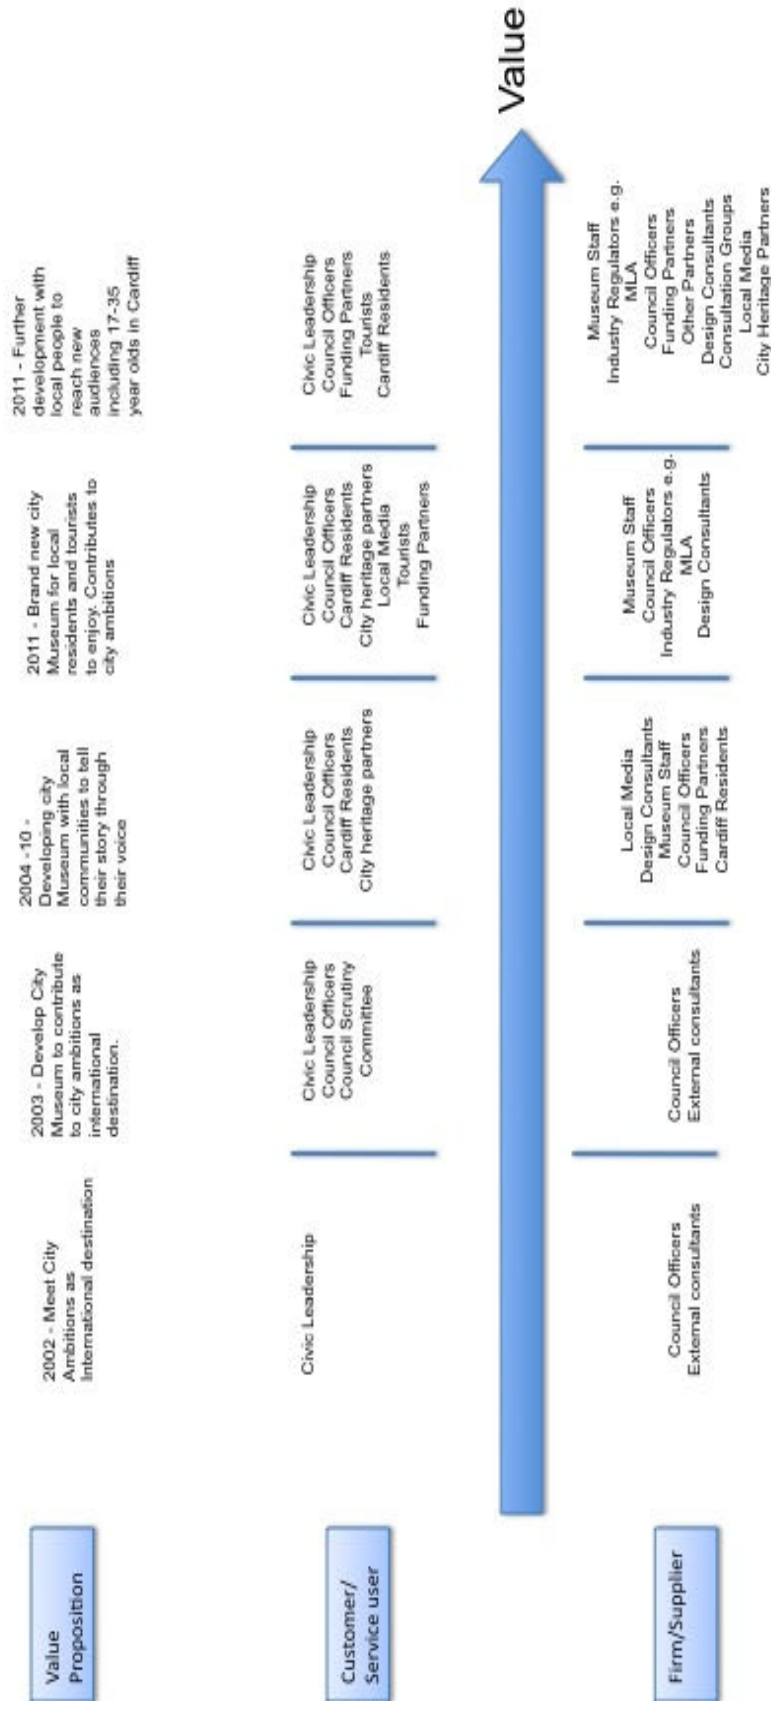 Value
Proposition
2002 - Meet City
Ambitions as
International destination
2003 - Develop City
Museum to contribute
to city ambitions as
international
destination.
2004 -10 -
Developing city
Museum with local
communities to tell
their story through
their voice
2011 - Brand new city
Museum for local
residents and tourists
to enjoy. Contributes to
city ambitions
2011 - Further
development with
local people to
reach new
audiences
including 17-35
year olds in Cardiff
Customer/
Service user
Civic Leadership
Civic Leadership
Council Officers
Council Scrutiny
Committee
Civic Leadership
Council Officers
Cardiff Residents
City heritage partners
Civic Leadership
Council Officers
Cardiff Residents
City heritage partners
Local Media
Tourists
Funding Partners
Civic Leadership
Council Officers
Funding Partners
Tourists
Cardiff Residents
Value
Firm/Supplier
Council Officers
External consultants
Council Officers
External consultants
Local Media
Design Consultants
Museum Staff
Council Officers
Funding Partners
Cardiff Residents
Museum Staff
Council Officers
Industry Regulators e.g.
MLA
Design Consultants
Museum Staff
Industry Regulators e.g.
MLA
Council Officers
Funding Partners
Other Partners
Design Consultants
Consultation Groups
Local Media
City Heritage Partners